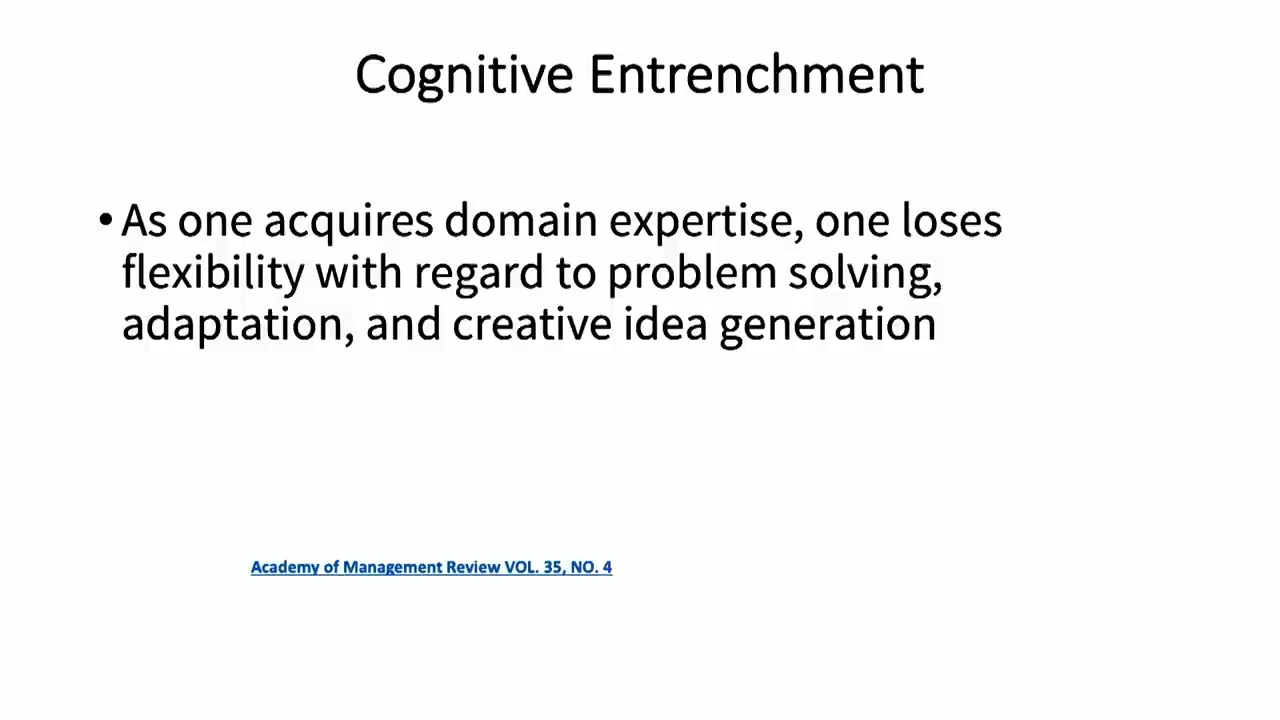 Cognitive Entrenchment
•As one acquires domain expertise, one loses
flexibility with regard to problem solving,
adaptation, and creative idea generation
Academy of Management Review VOL. 35, NO. 4